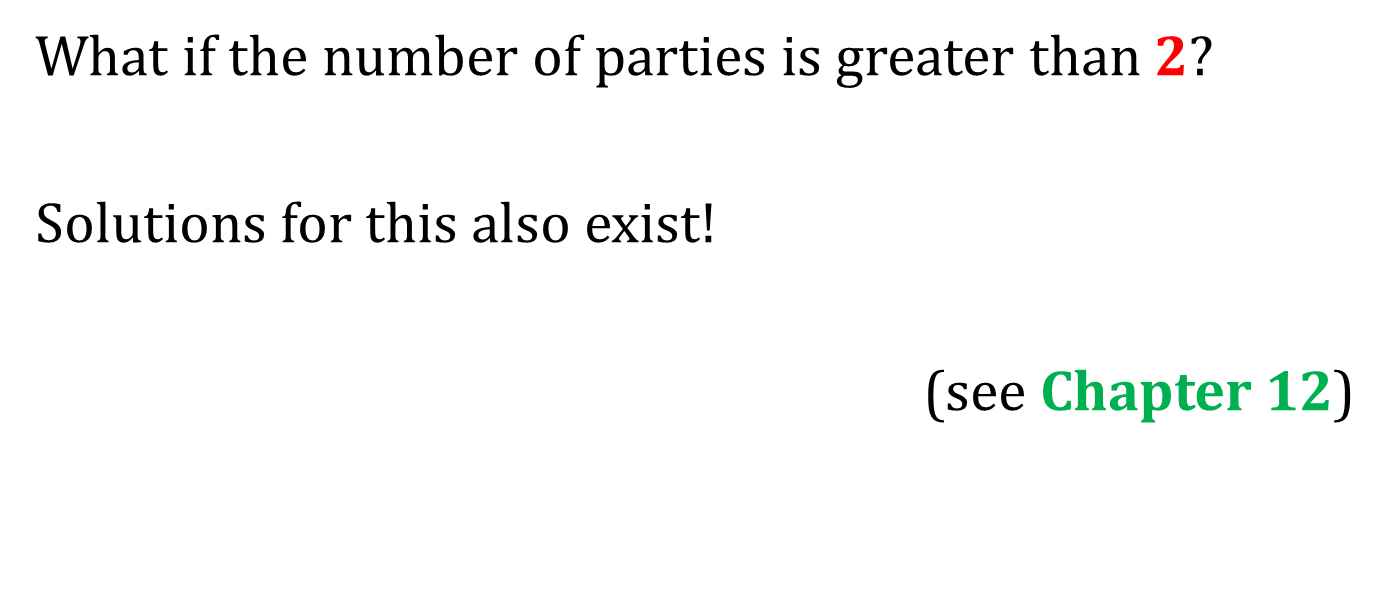 What if the number of parties is greater than 2?
Solutions for this also exist!
(see Chapter 12)